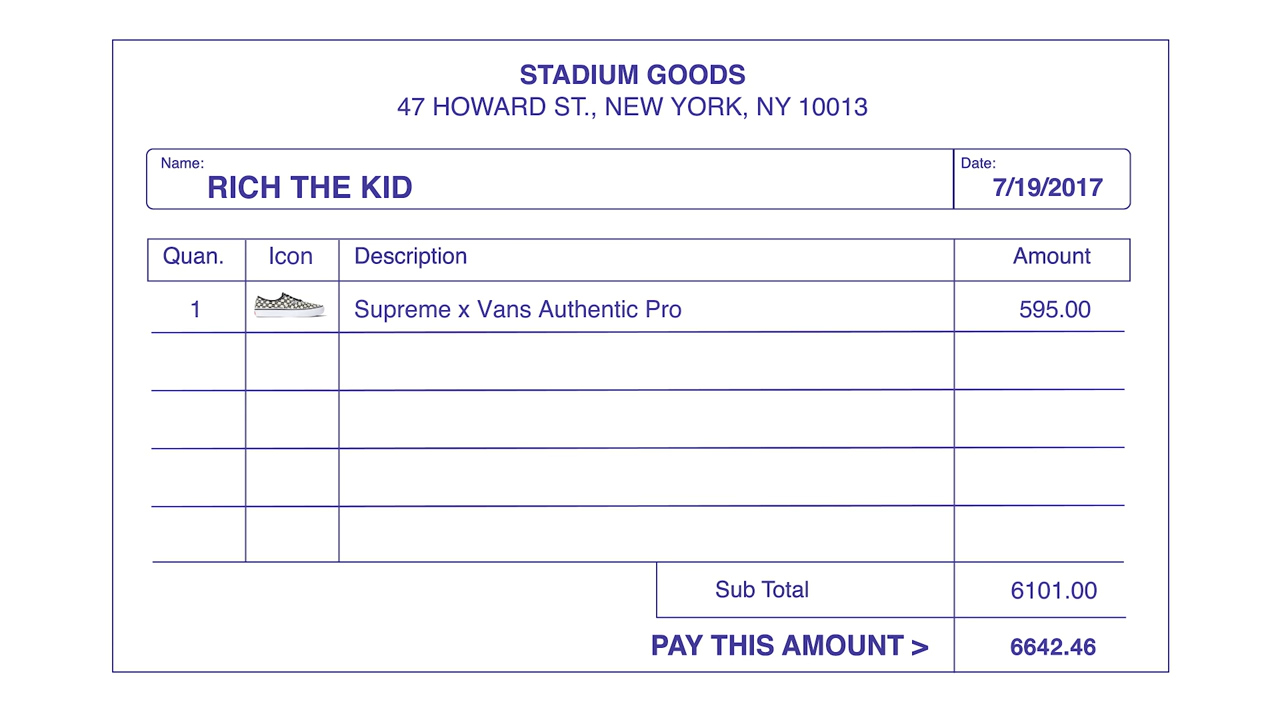 STADIUM GOODS
47 HOWARD ST., NEW YORK, NY 10013
Name:
RICH THE KID
Date:
7/19/2017
Quan. Icon Description Amount
1 Supreme x Vans Authentic Pro 595.00
Sub Total 6101.00
PAY THIS AMOUNT > 6642.46